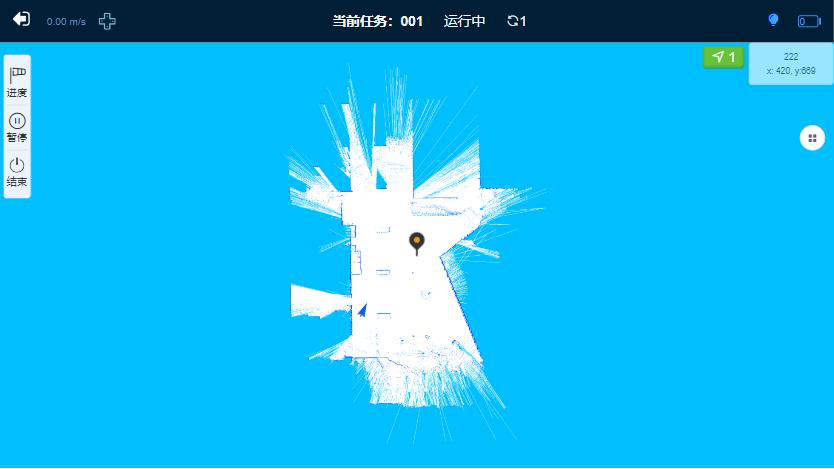 0.00 m/s
当前任务：001 运行中 1
1
222
x: 420, y:669
进度
暂停
结束